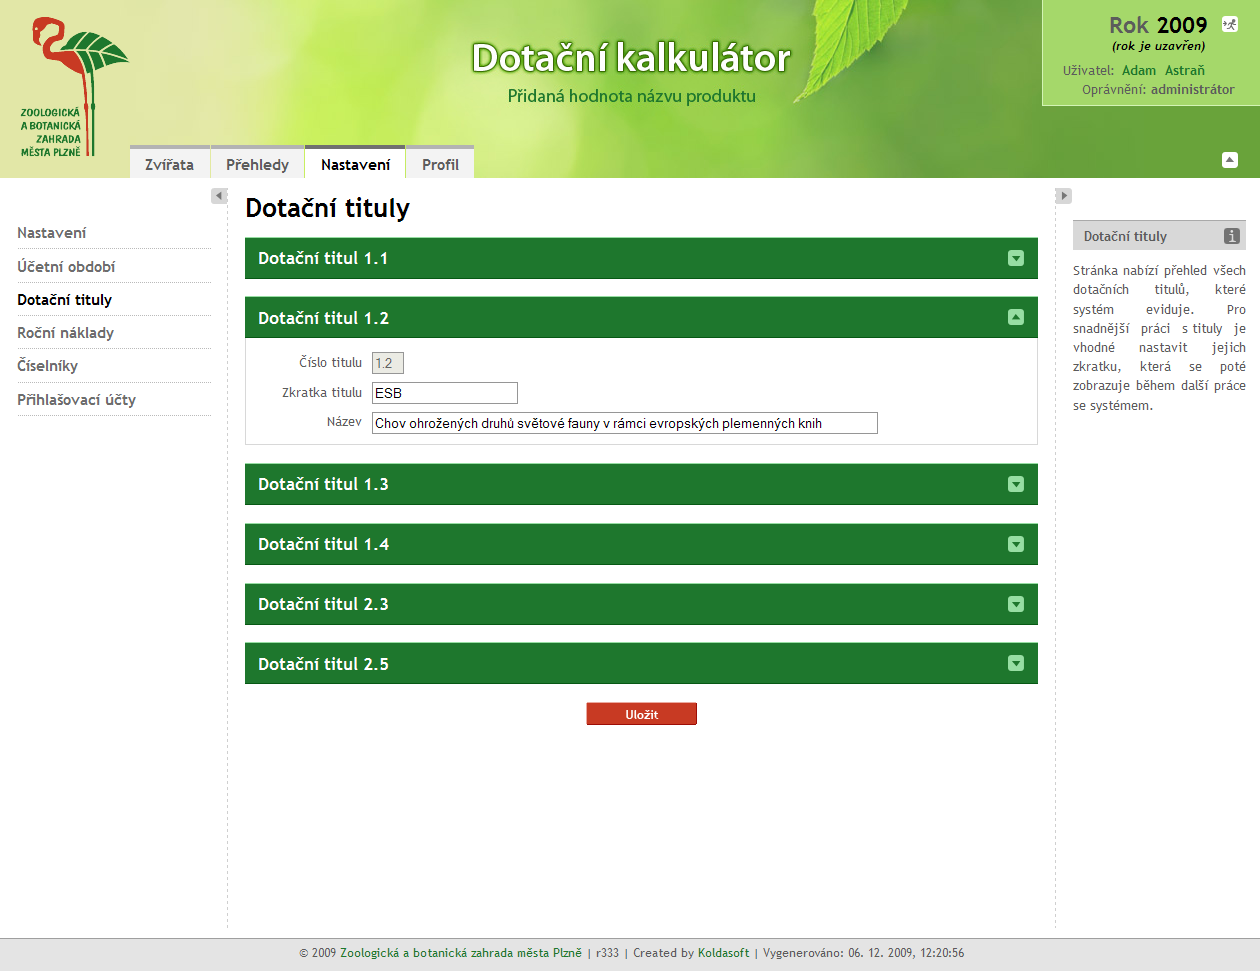 ZOOLOGICKÁ
A BOTANICKÁ
ZAHRADA
MĚSTA PLZNĚ
Dotační kalkulátor
Přidaná hodnota názvu produktu
Rok 2009
(rok je uzavřen)
Uživatel: Adam Astraň
Oprávnění: administrátor
Zvířata
Přehledy
Nastavení
Profil
Nastavení
Účetní období
Dotační tituly
Roční náklady
Číselníky
Přihlašovací účty
Dotační tituly
Dotační titul 1.1
Dotační titul 1.2
Číslo titulu 1.2
Zkratka titulu ESB
Název Chov ohrožených druhů světové fauny v rámci evropských plemenných knih
Dotační titul 1.3
Dotační titul 1.4
Dotační titul 2.3
Dotační titul 2.5
Uložit
Dotační tituly
Stránka nabízí přehled všech
dotačních titulů, které
systém eviduje. Pro
snadnější práci s tituly je
vhodné nastavit jejich
zkratku, která se poté
zobrazuje během další práce
se systémem.
© 2009 Zoologická a botanická zahrada města Plzně | r333 | Created by Koldasoft | Vygenerováno: 06. 12. 2009, 12:20:56